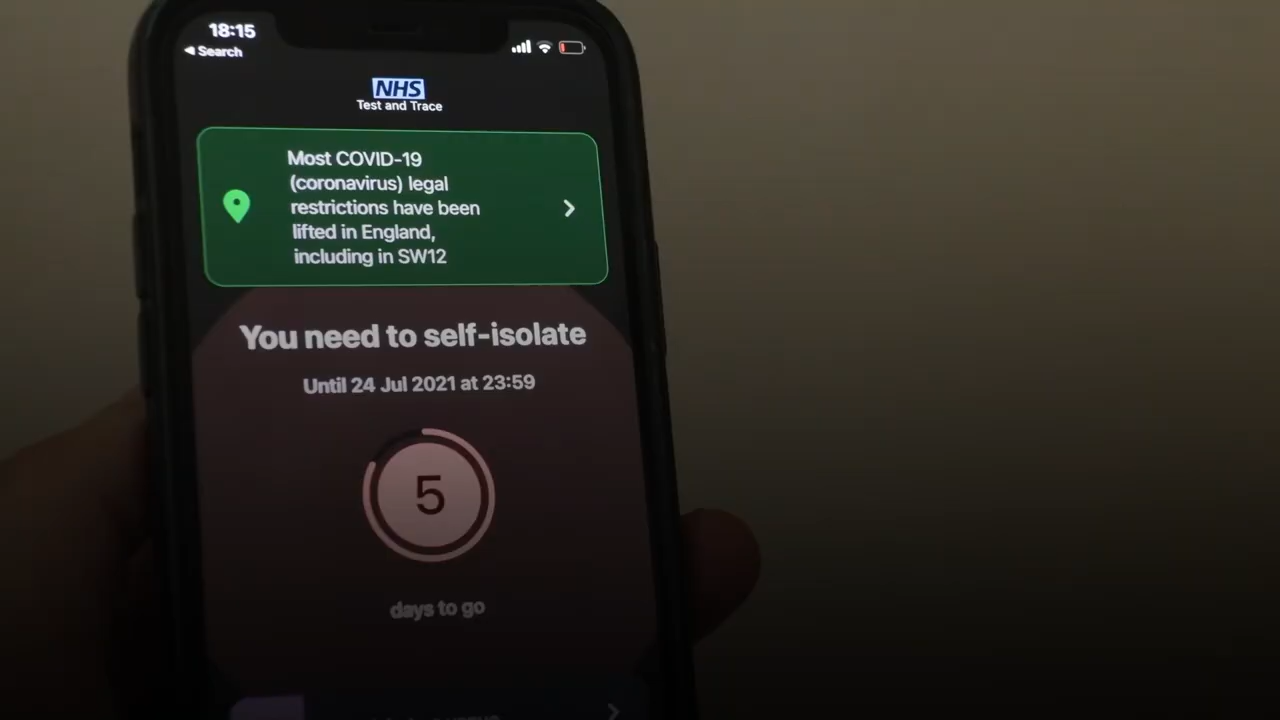 18:15
Search
NHS
Test and Trace
Most COVID-19
(coronavirus) legal
restrictions have been
lifted in England,
including in SW12
You need to self-isolate
Until 24 Jul 2021 at 23:59
5
days to go